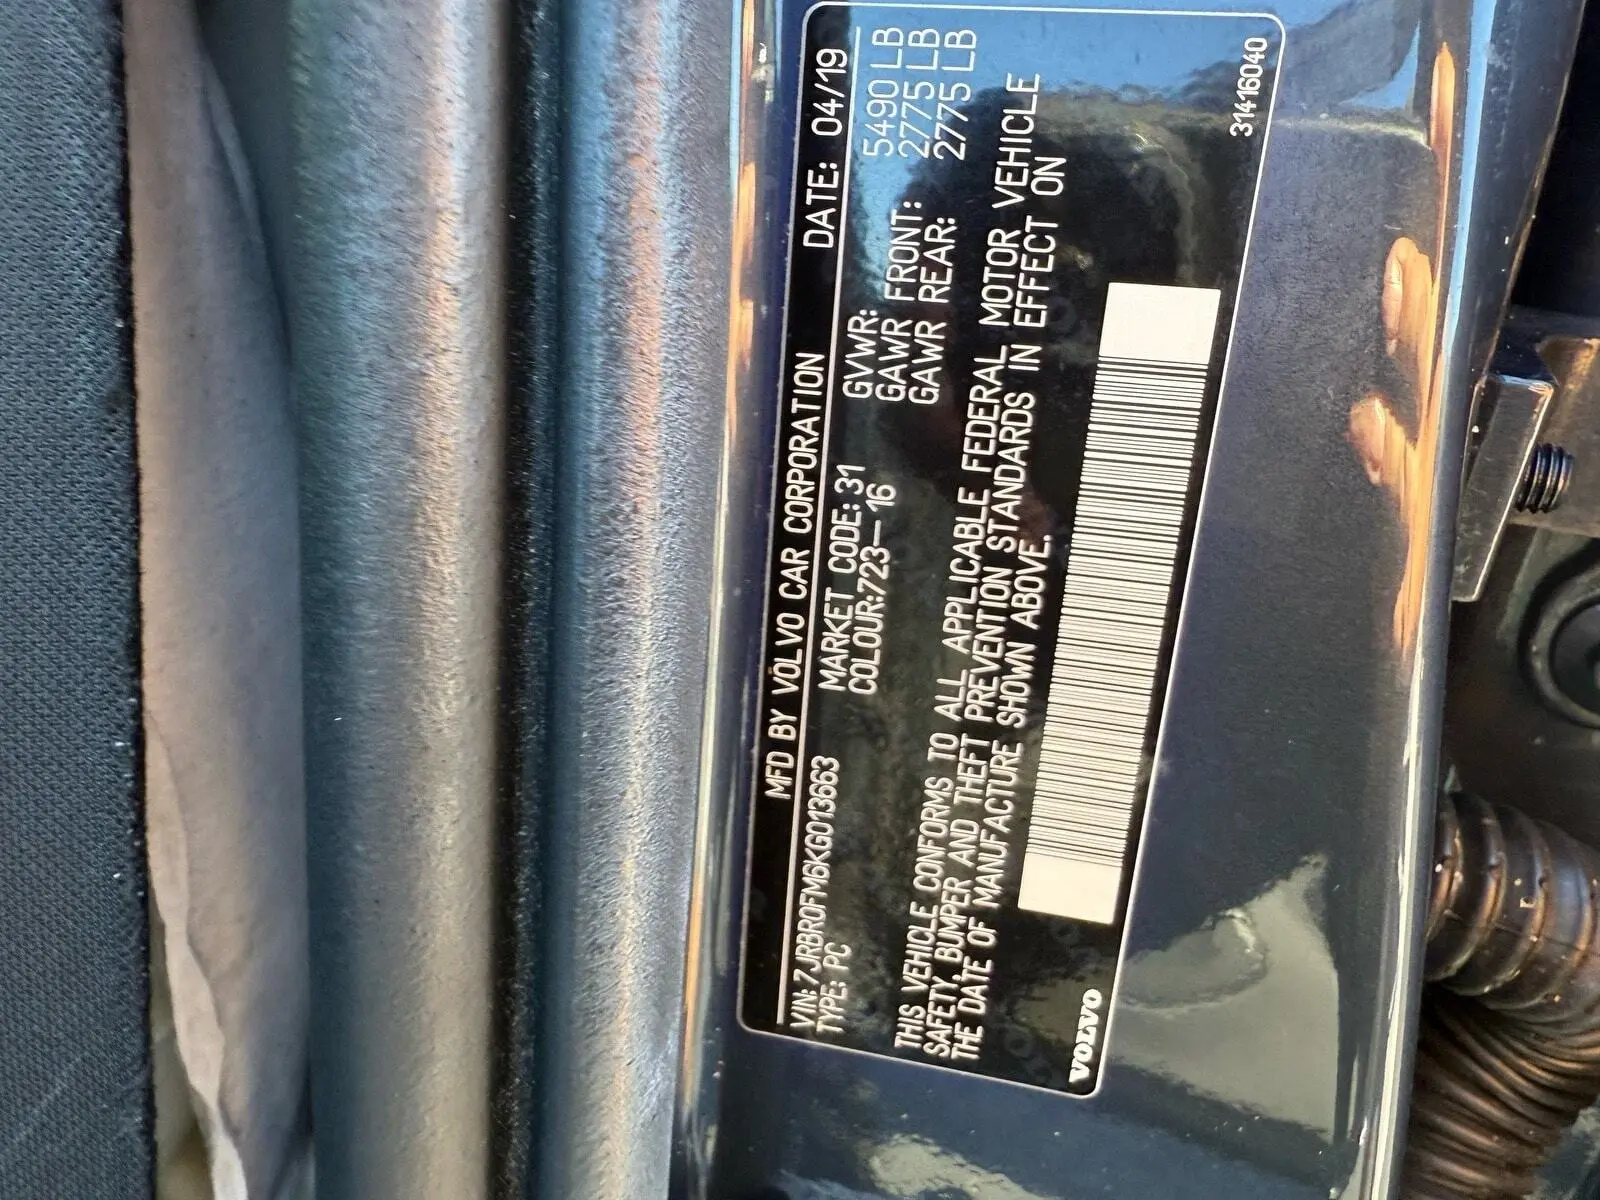 MFD BY VOLVO CAR CORPORATION DATE: 04/19
VIN: 7JRBR0FM6KG013663 MARKET CODE: 31 GVWR: 5490 LB
TYPE: PC COLOUR:723-16 GAWR FRONT: 2775 LB
GAWR REAR: 2775 LB
THIS VEHICLE CONFORMS TO ALL APPLICABLE FEDERAL MOTOR VEHICLE
SAFETY, BUMPER AND THEFT PREVENTION STANDARDS IN EFFECT ON
THE DATE OF MANUFACTURE SHOWN ABOVE.
VOLVO
31416040